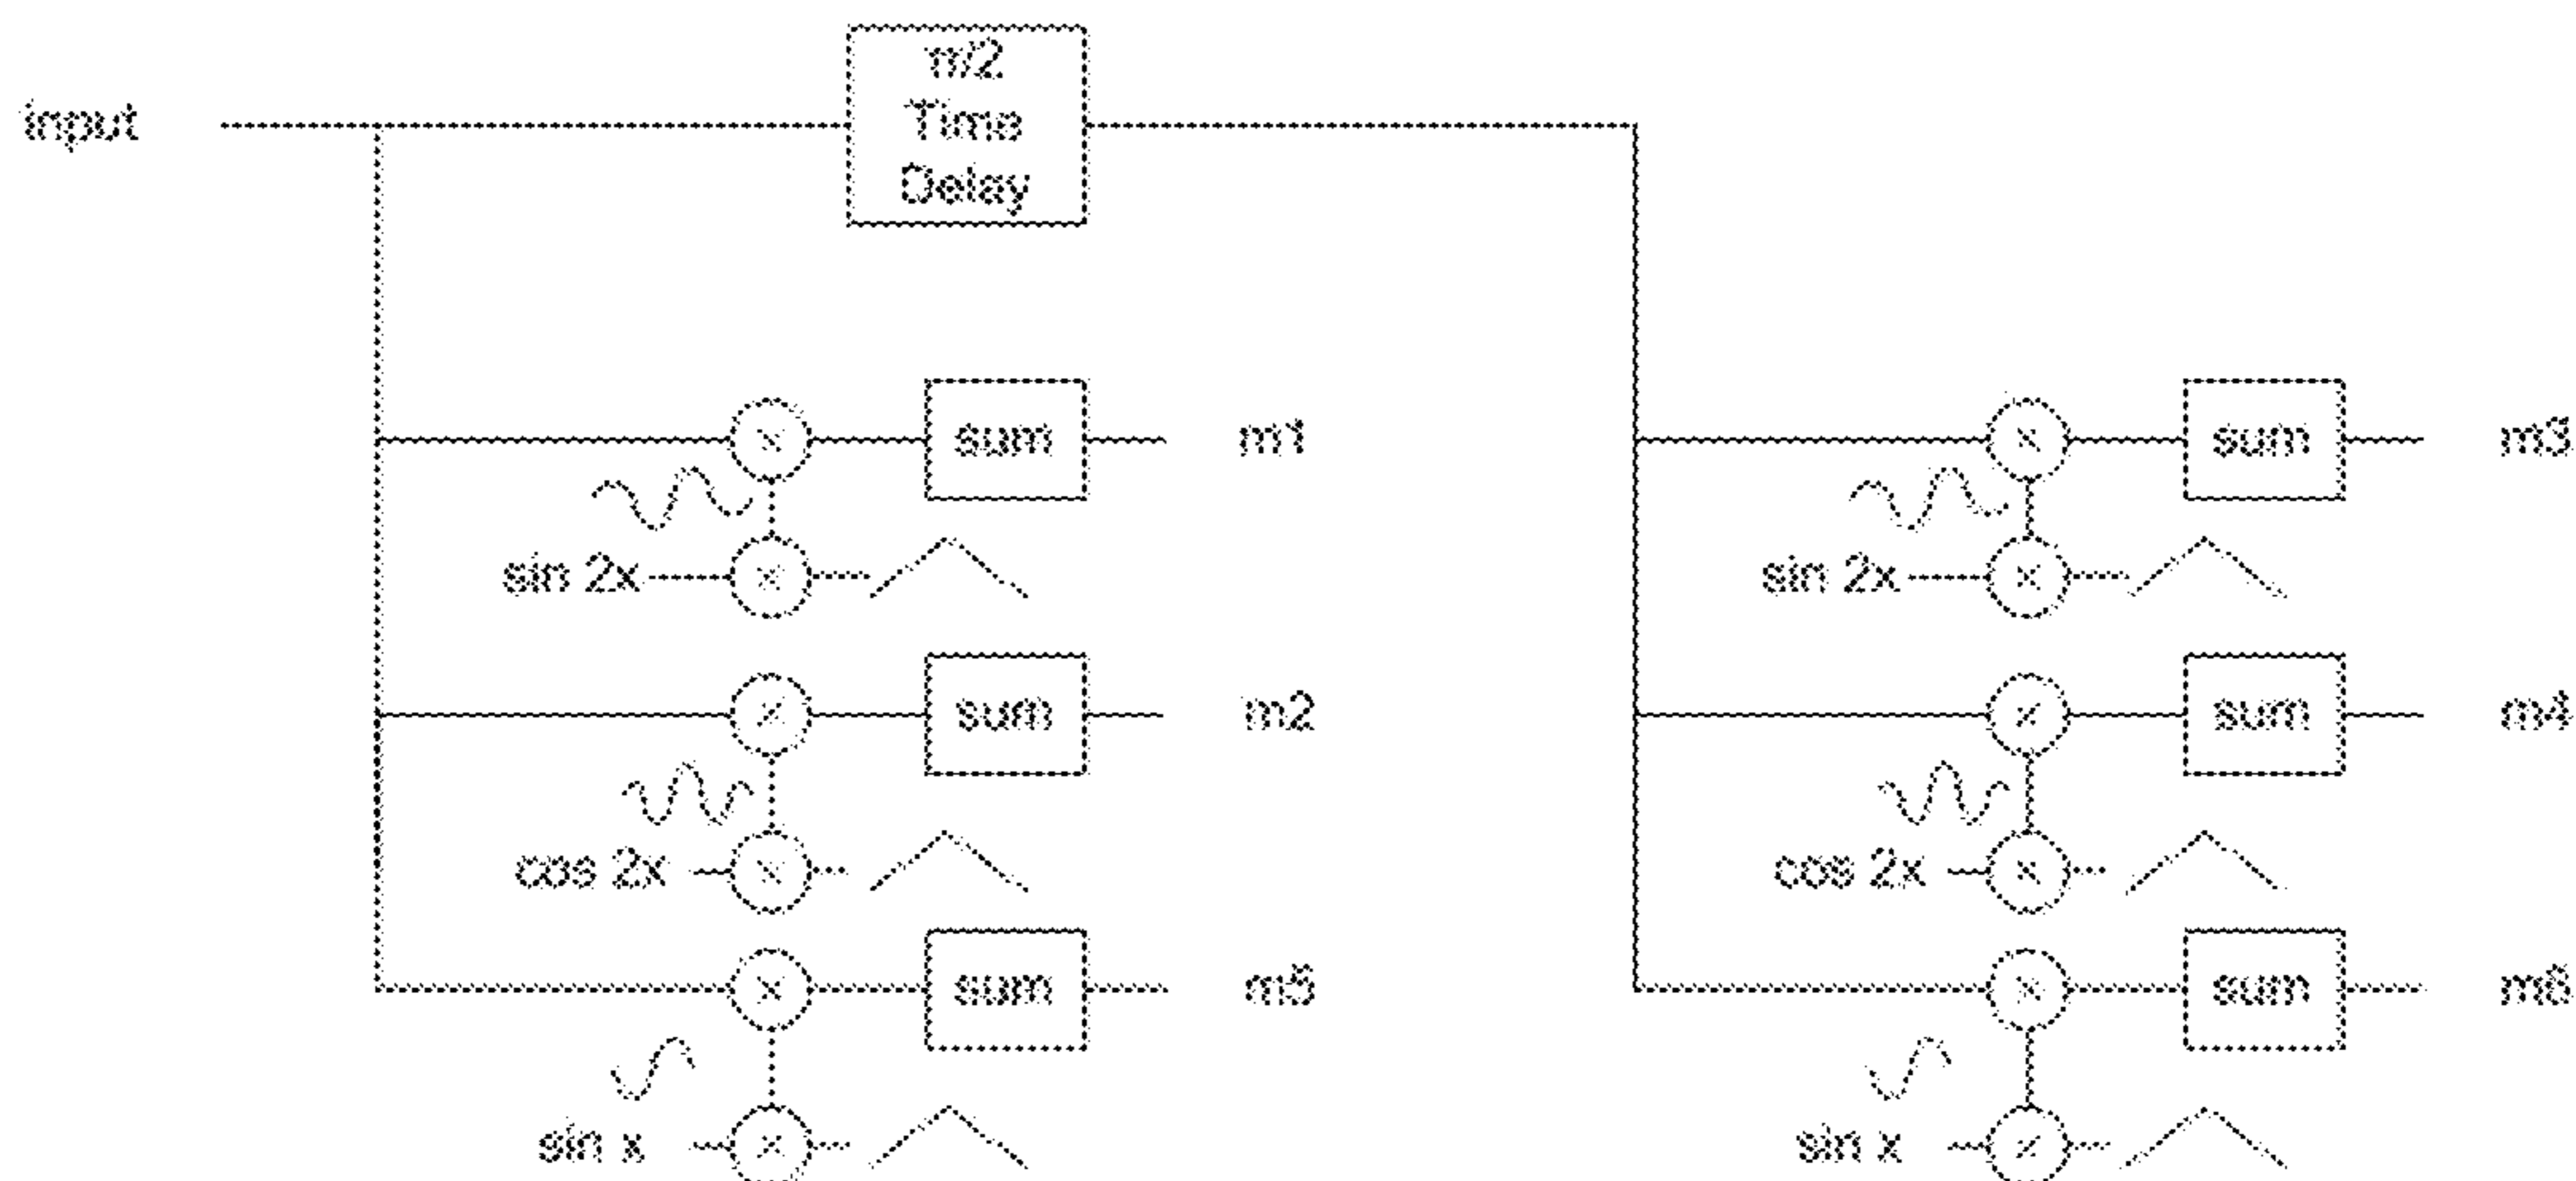 π/2
Time
Delay
input
sum
m1
sum
m3
sin 2x
sin 2x
sum
m2
sum
m4
cos 2x
cos 2x
sum
m5
sum
m6
sin x
sin x